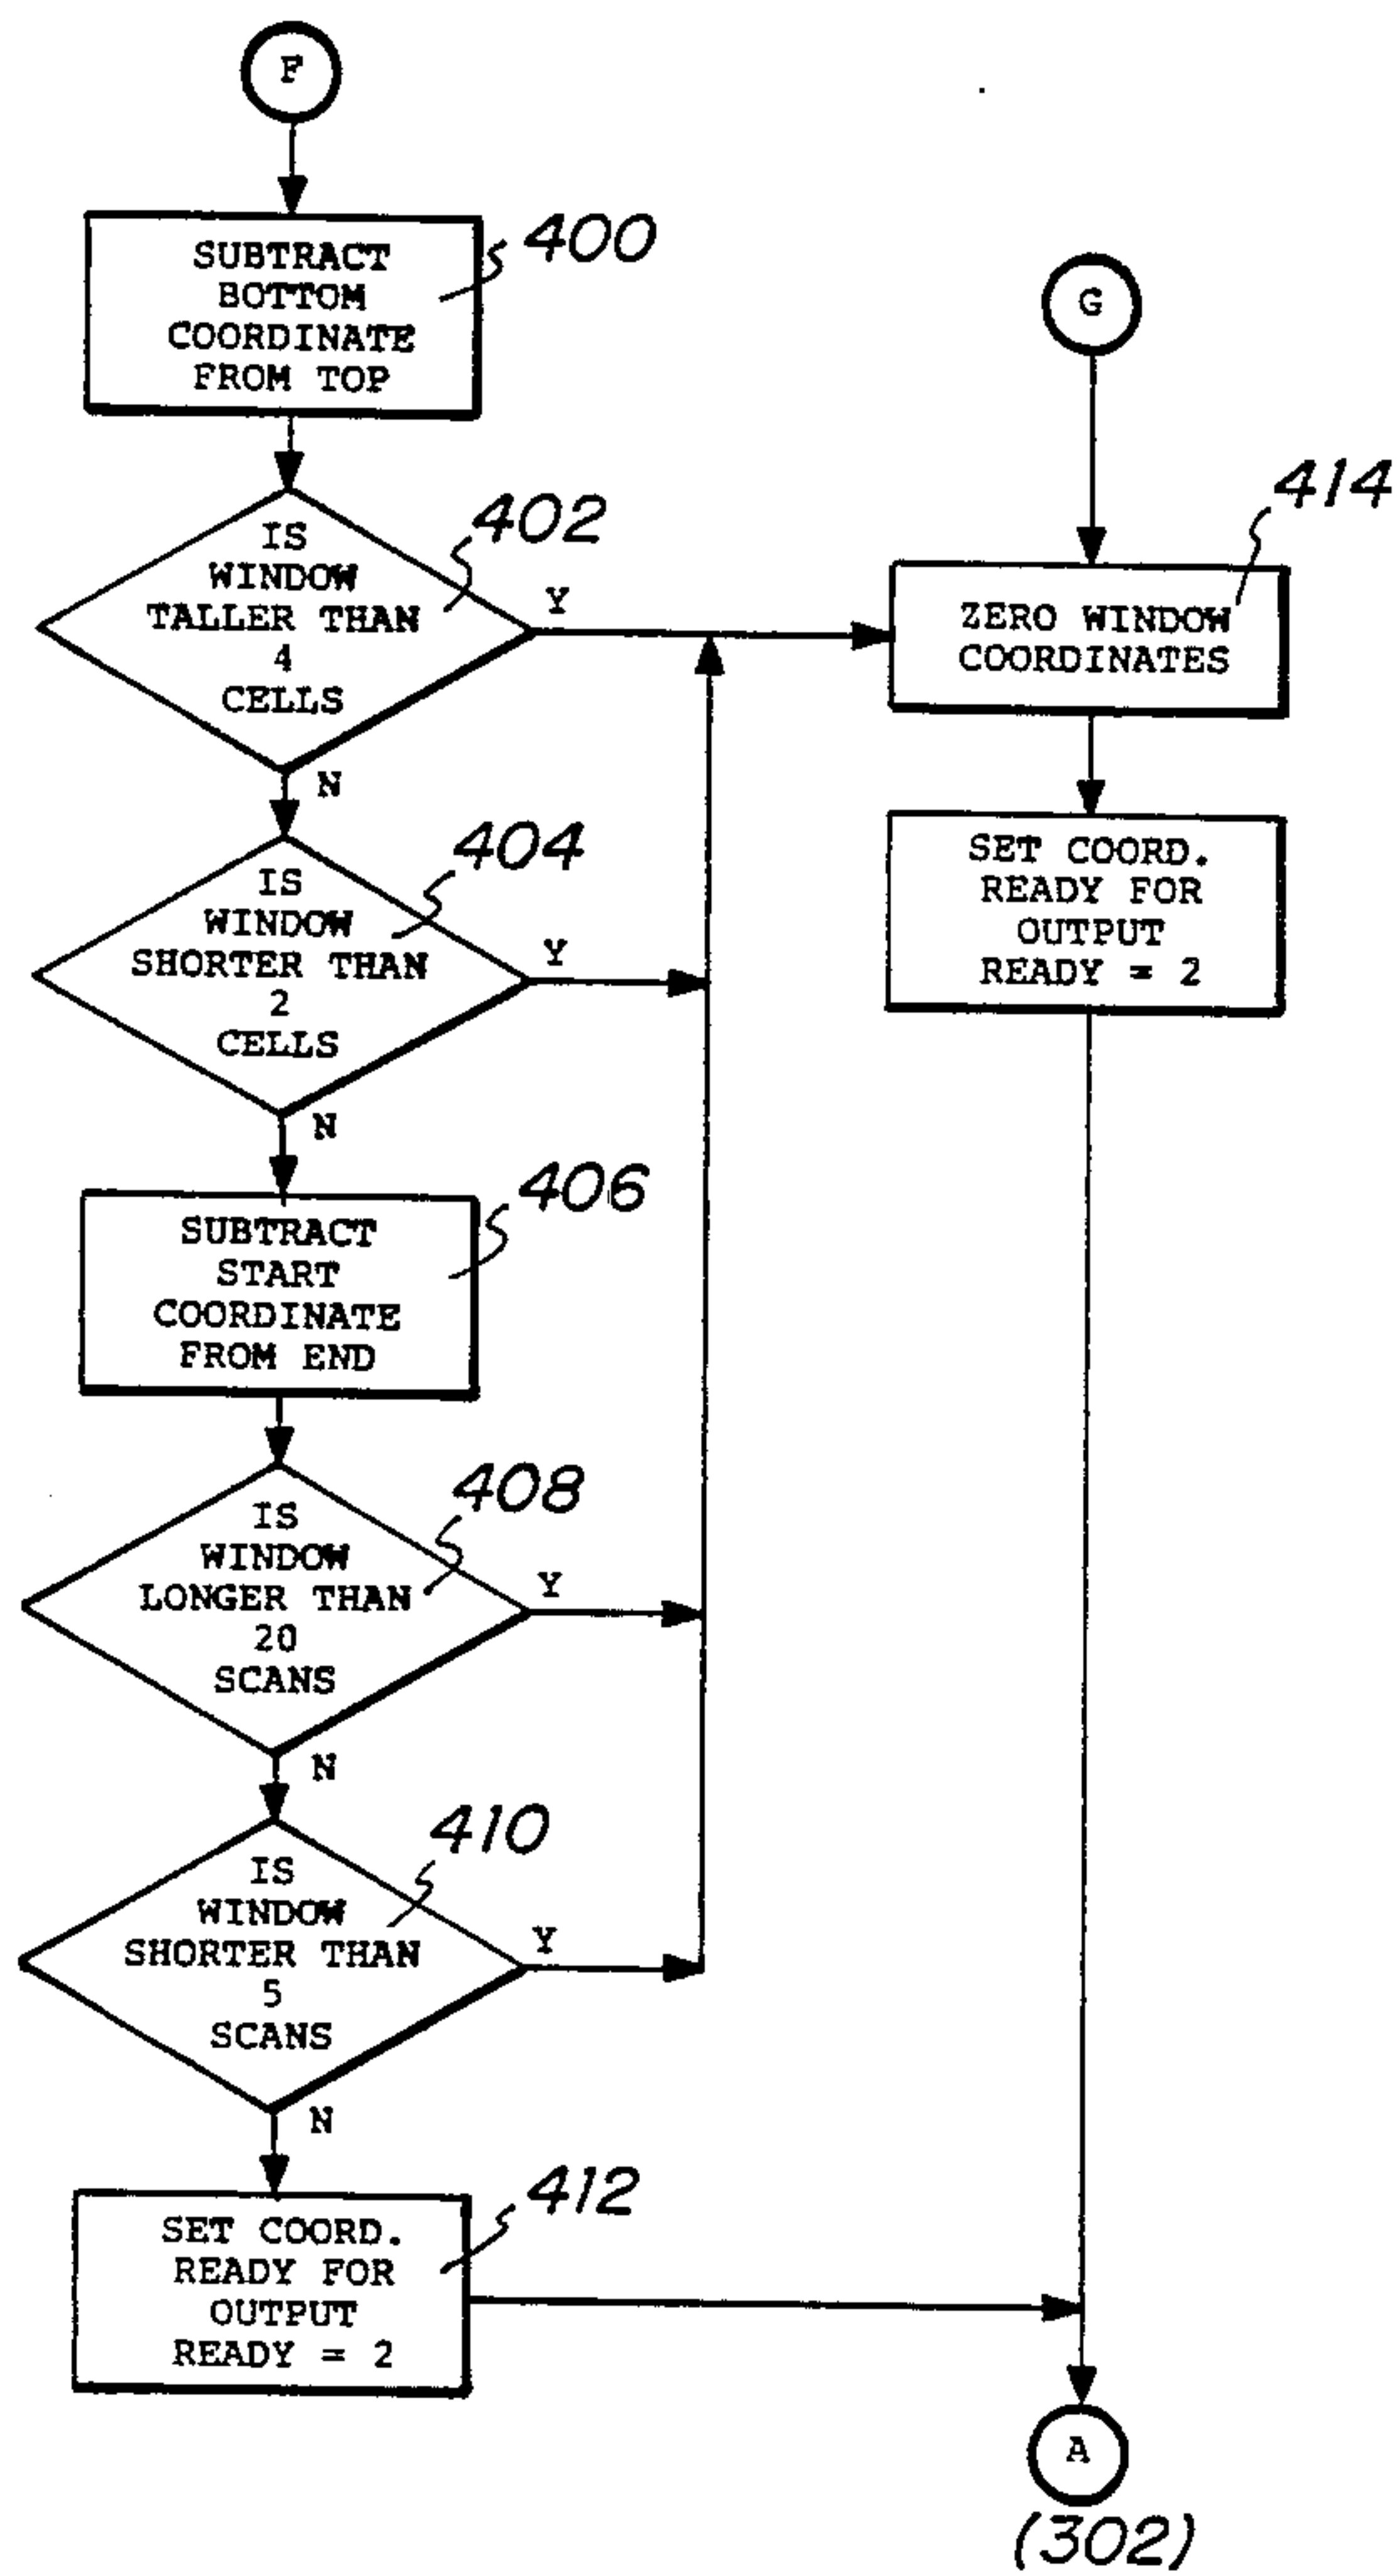 F
SUBTRACT
BOTTOM
COORDINATE
FROM TOP
400
IS
WINDOW
TALLER THAN
4
CELLS
402
Y
N
IS
WINDOW
SHORTER THAN
2
CELLS
404
Y
N
SUBTRACT
START
COORDINATE
FROM END
406
IS
WINDOW
LONGER THAN
20
SCANS
408
Y
N
IS
WINDOW
SHORTER THAN
5
SCANS
410
Y
N
SET COORD.
READY FOR
OUTPUT
READY = 2
412
G
414
ZERO WINDOW
COORDINATES
SET COORD.
READY FOR
OUTPUT
READY = 2
A
(302)